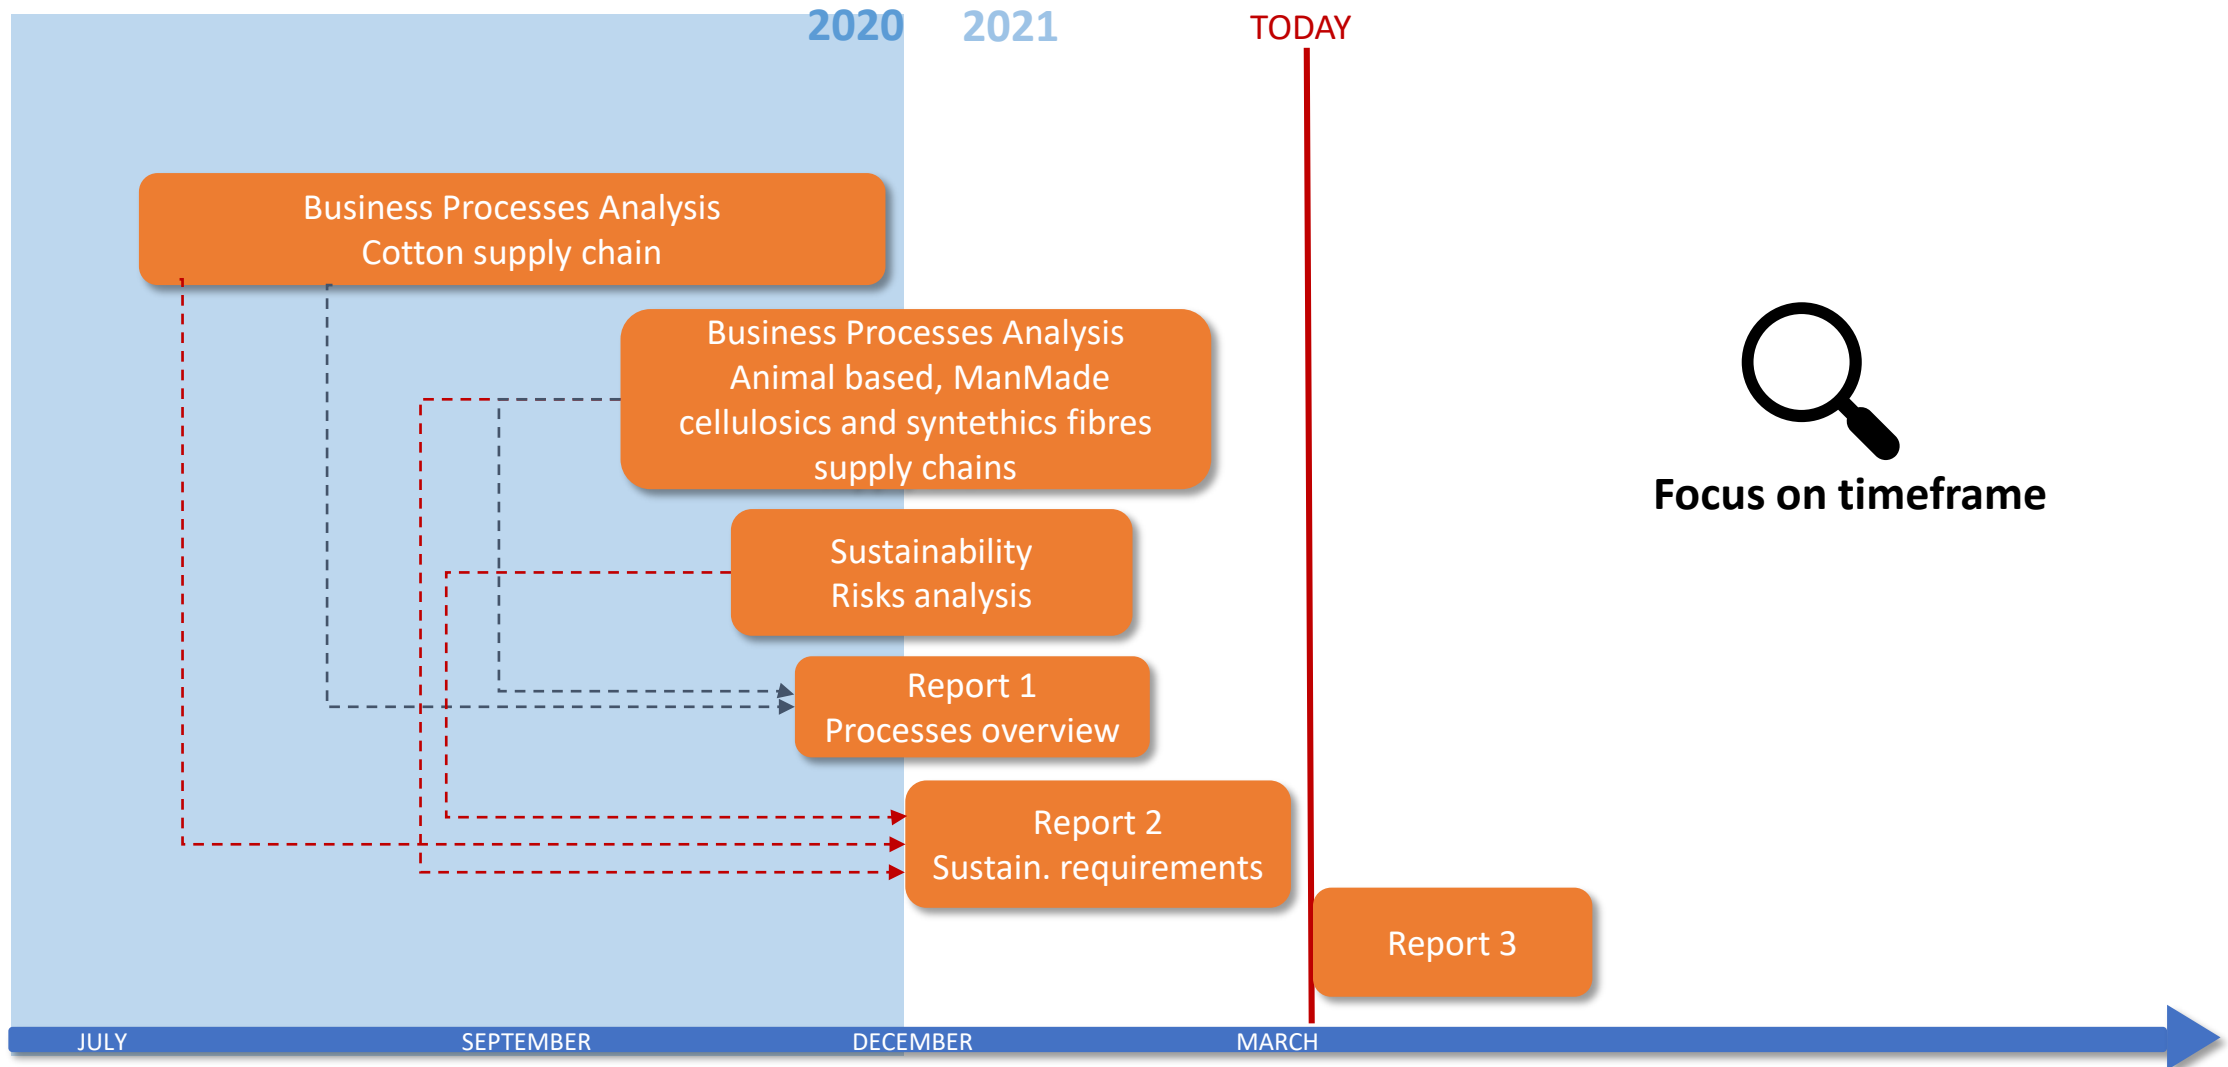 2020 2021 TODAY
Business Processes Analysis
Cotton supply chain
Business Processes Analysis
Animal based, ManMade
cellulosics and syntethics fibres
supply chains
Focus on timeframe
Sustainability
Risks analysis
Report 1
Processes overview
Report 2
Sustain. requirements
Report 3
JULY SEPTEMBER DECEMBER MARCH